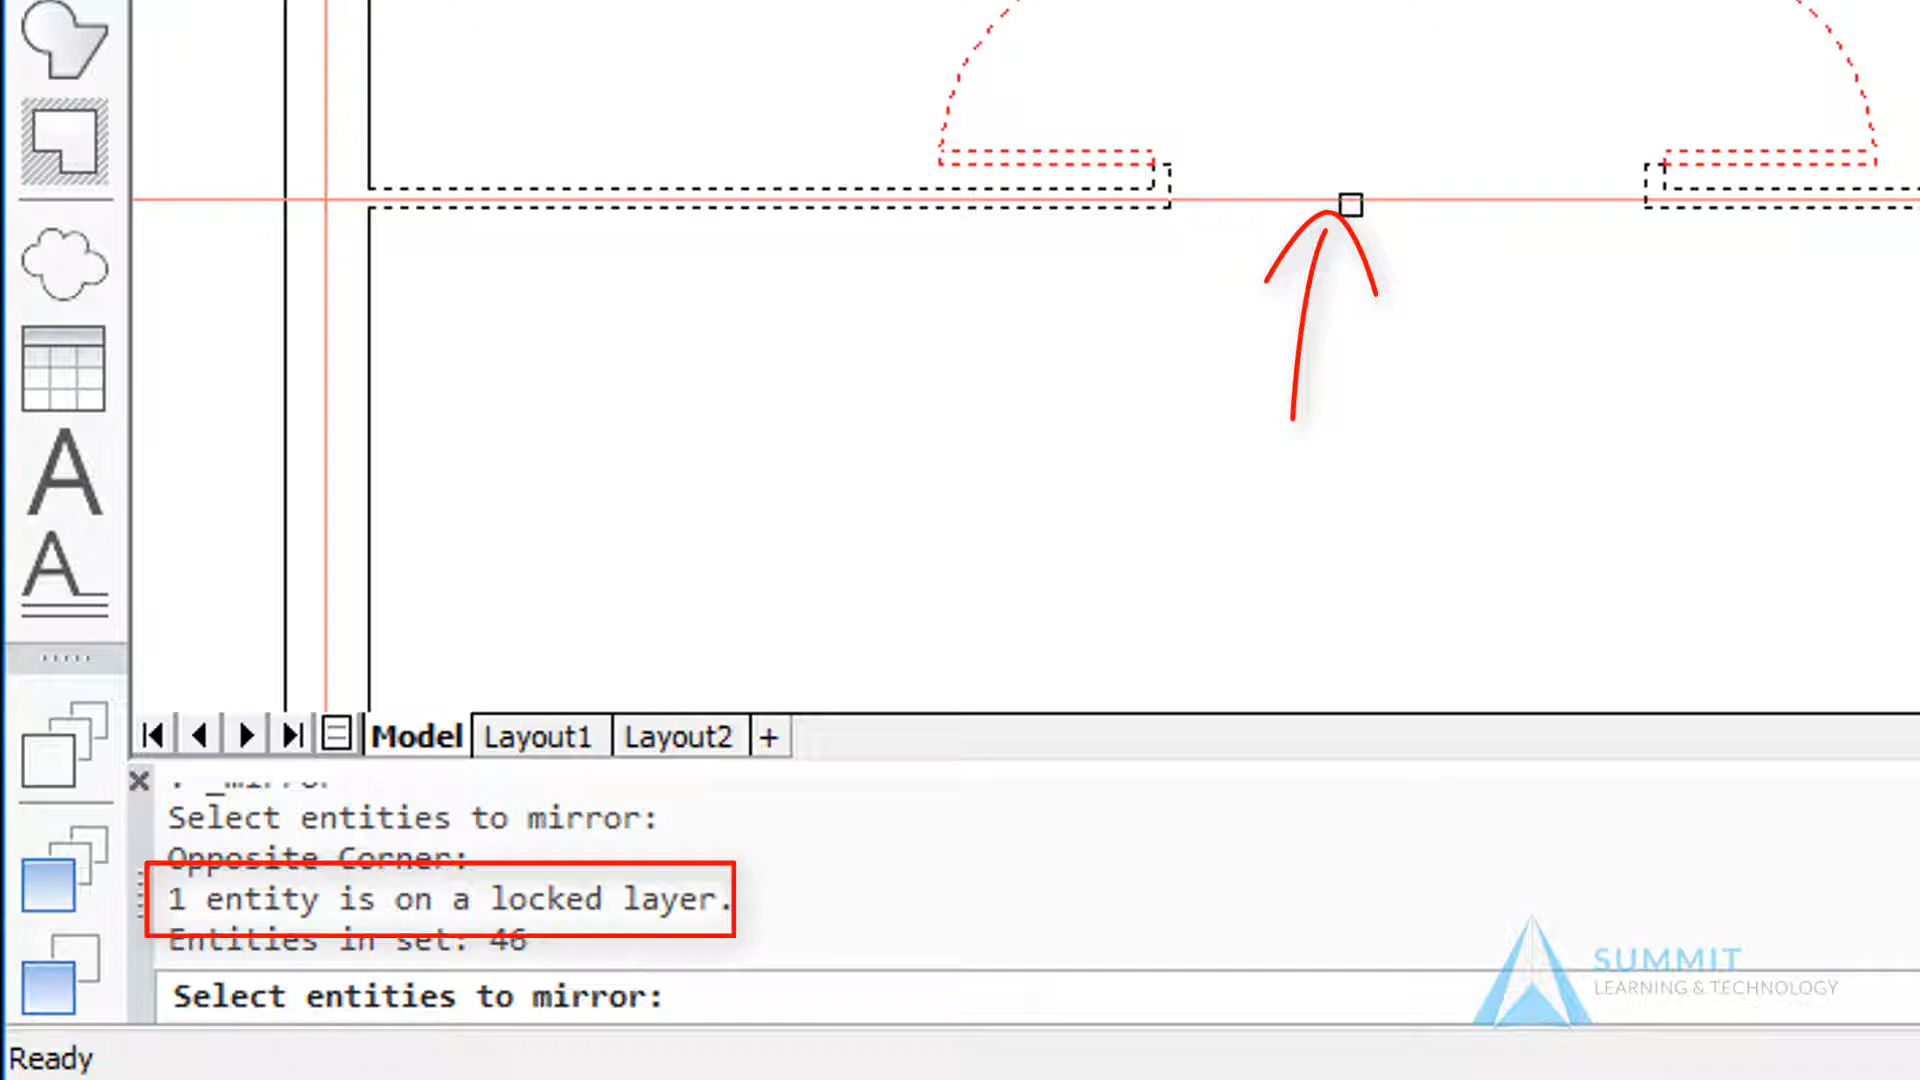 Model Layout1 Layout2 +
: _mirror
Select entities to mirror:
Opposite Corner:
1 entity is on a locked layer.
Entities in set: 46
Select entities to mirror:
SUMMIT
LEARNING & TECHNOLOGY
Ready